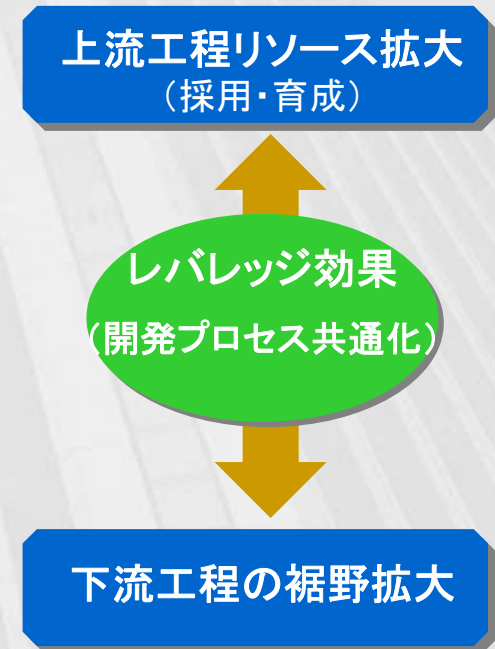 上流工程リソース拡大
（採用・育成）
レバレッジ効果
（開発プロセス共通化）
下流工程の裾野拡大